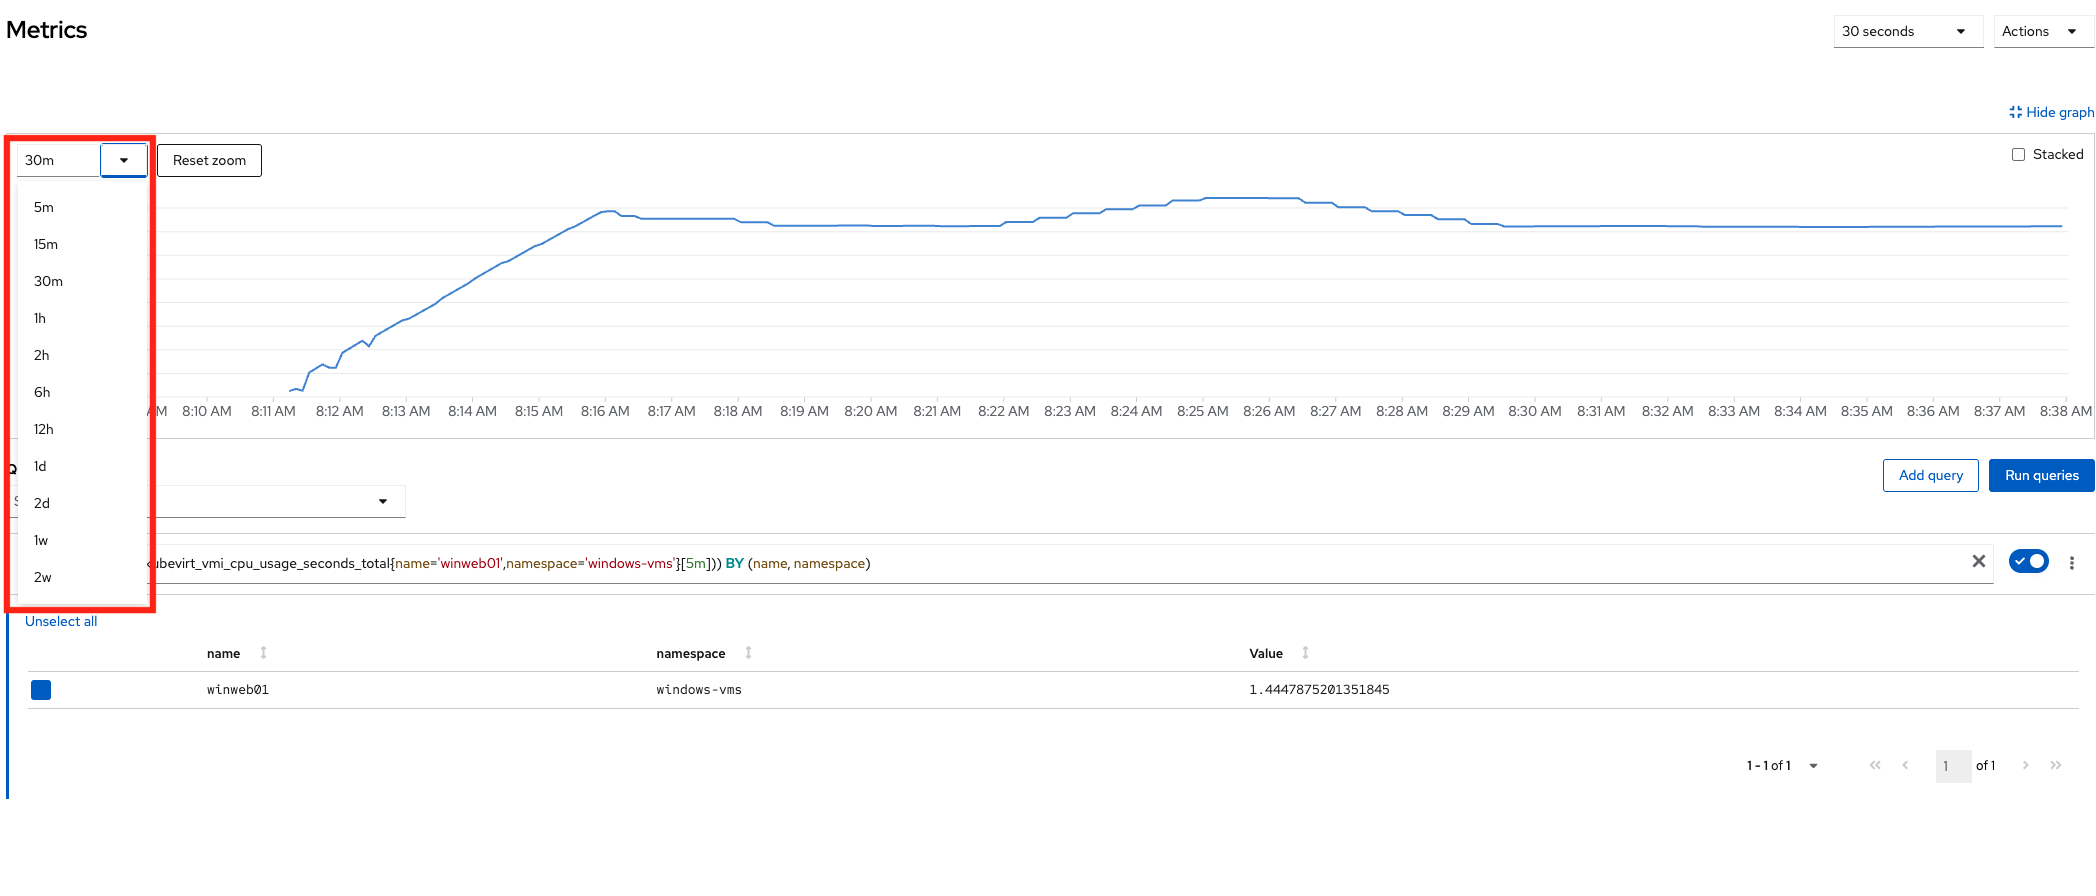 Metrics
30 seconds
Actions
Hide graph
30m
Reset zoom
Stacked
5m
15m
30m
1h
2h
6h
12h
1d
2d
1w
2w
AM 8:10 AM 8:11 AM 8:12 AM 8:13 AM 8:14 AM 8:15 AM 8:16 AM 8:17 AM 8:18 AM 8:19 AM 8:20 AM 8:21 AM 8:22 AM 8:23 AM 8:24 AM 8:25 AM 8:26 AM 8:27 AM 8:28 AM 8:29 AM 8:30 AM 8:31 AM 8:32 AM 8:33 AM 8:34 AM 8:35 AM 8:36 AM 8:37 AM 8:38 AM
Add query
Run queries
kubevirt_vmi_cpu_usage_seconds_total{name='winweb01',namespace='windows-vms'}[5m])) BY (name, namespace)
Unselect all
name namespace Value
winweb01 windows-vms 1.4447875201351845
1 - 1 of 1
1 of 1